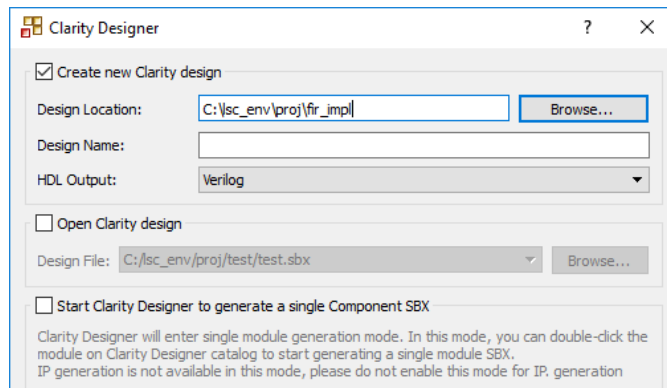 Clarity Designer ? X
Create new Clarity design
Design Location: C:\lsc_env\proj\fir_impl Browse...
Design Name:
HDL Output: Verilog
Open Clarity design
Design File: C:/lsc_env/proj/test/test.sbx Browse...
Start Clarity Designer to generate a single Component SBX
Clarity Designer will enter single module generation mode. In this mode, you can double-click the
module on Clarity Designer catalog to start generating a single module SBX.
IP generation is not available in this mode, please do not enable this mode for IP. generation